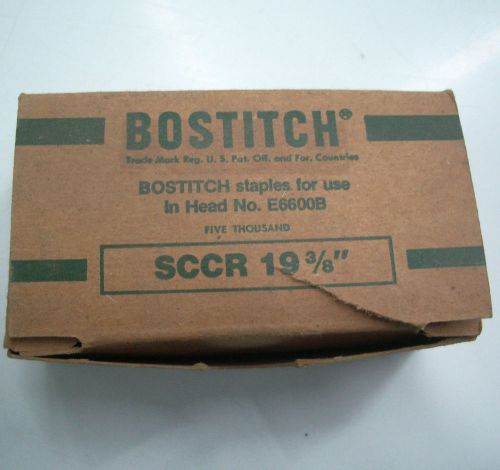 BOSTITCH®
Trade Mark Reg. U. S. Pat. Off. and For. Countries
BOSTITCH staples for use
In Head No. E6600B
FIVE THOUSAND
SCCR 19 3/8"